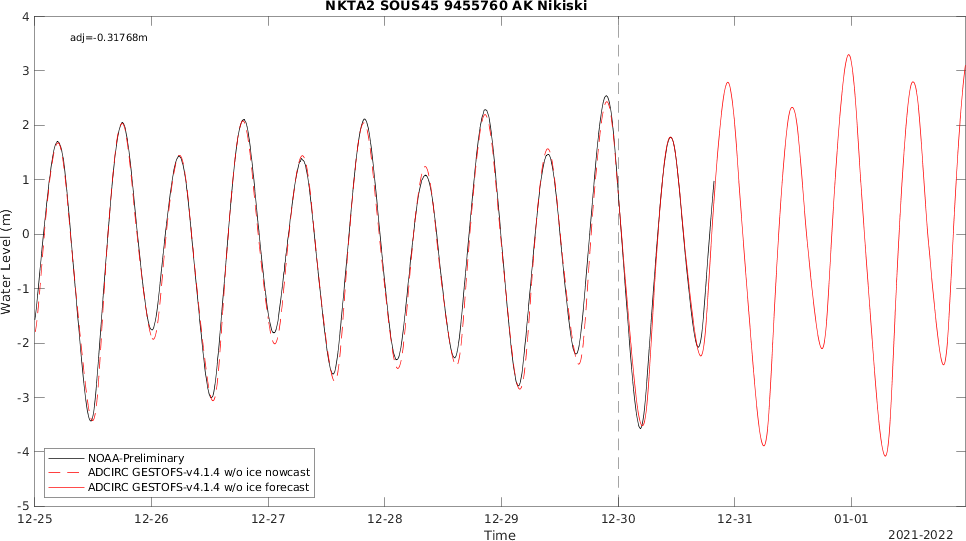 NKTA2 SOUS45 9455760 AK Nikiski
adj=-0.31768m
4
3
2
1
0
-1
-2
-3
-4
-5
Water Level (m)
NOAA-Preliminary
ADCIRC GESTOFS-v4.1.4 w/o ice nowcast
ADCIRC GESTOFS-v4.1.4 w/o ice forecast
12-25 12-26 12-27 12-28 12-29 12-30 12-31 01-01
Time
2021-2022